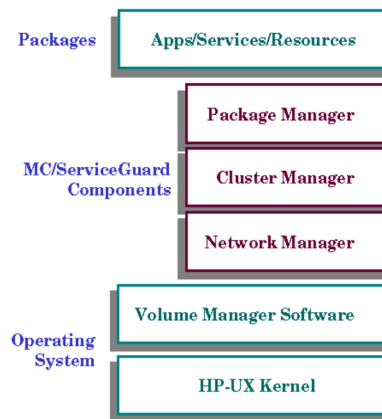 Packages
Apps/Services/Resources
Package Manager
MC/ServiceGuard
Components
Cluster Manager
Network Manager
Volume Manager Software
Operating
System
HP-UX Kernel